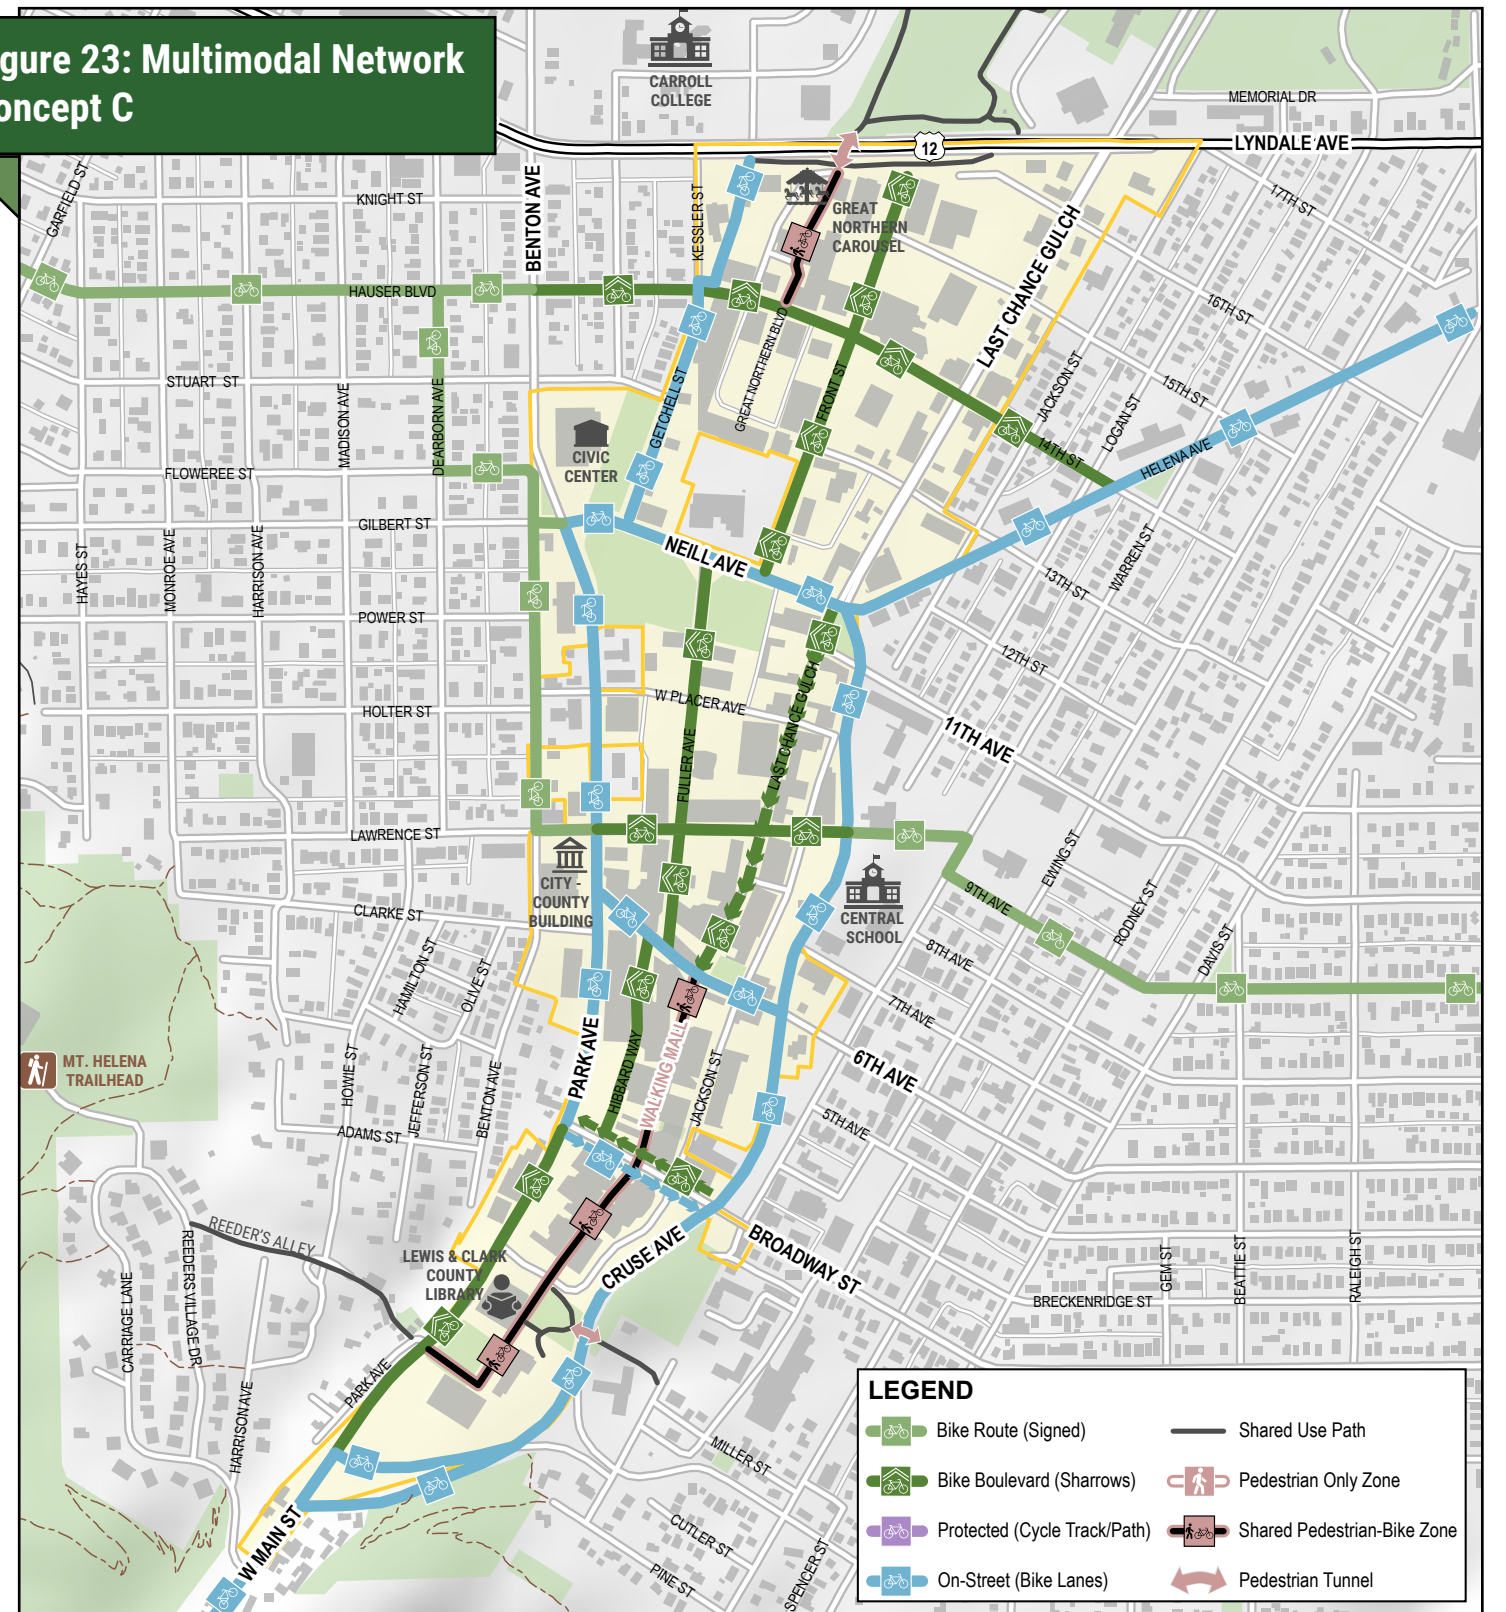 gure 23: Multimodal Network
oncept C
CARROLL
COLLEGE
MEMORIAL DR
12
LYNDALE AVE
GARFIELD ST
KNIGHT ST
BENTON AVE
KESSLER ST
GREAT
NORTHERN
CAROUSEL
17TH ST
LAST CHANCE GULCH
HAUSER BLVD
16TH ST
GREAT NORTHERN BLVD
STUART ST
MADISON AVE
DEARBORN AVE
GETCHELL ST
FRONT ST
JACKSON ST
15TH ST
LOGAN ST
CIVIC
CENTER
14TH ST
HELENA AVE
FLOWEREE ST
GILBERT ST
HAYES ST
MONROE AVE
HARRISON AVE
NEILL AVE
WARREN ST
13TH ST
POWER ST
12TH ST
W PLACER AVE
LAST CHANCE GULCH
HOLTER ST
11TH AVE
FULLER AVE
LAWRENCE ST
EWING ST
CITY -
COUNTY
BUILDING
CENTRAL
SCHOOL
9TH AVE
RODNEY ST
CLARKE ST
8TH AVE
DAVIS ST
HAMILTON ST
OLIVE ST
7TH AVE
PARK AVE
HIBBARD WAY
WALKING MALL
JACKSON ST
6TH AVE
MT. HELENA
TRAILHEAD
HOWIE ST
JEFFERSON ST
BENTON AVE
5TH AVE
ADAMS ST
REEDER'S ALLEY
LEWIS & CLARK
COUNTY
LIBRARY
CRUSE AVE
BROADWAY ST
CARRIAGE LANE
REEDERS VILLAGE DR
GEM ST
BEATTIE ST
RALEIGH ST
BRECKENRIDGE ST
PARK AVE
HARRISON AVE
MILLER ST
W MAIN ST
CUTLER ST
PINE ST
SPENCER ST
LEGEND
Bike Route (Signed)
Bike Boulevard (Sharrows)
Protected (Cycle Track/Path)
On-Street (Bike Lanes)
Shared Use Path
Pedestrian Only Zone
Shared Pedestrian-Bike Zone
Pedestrian Tunnel